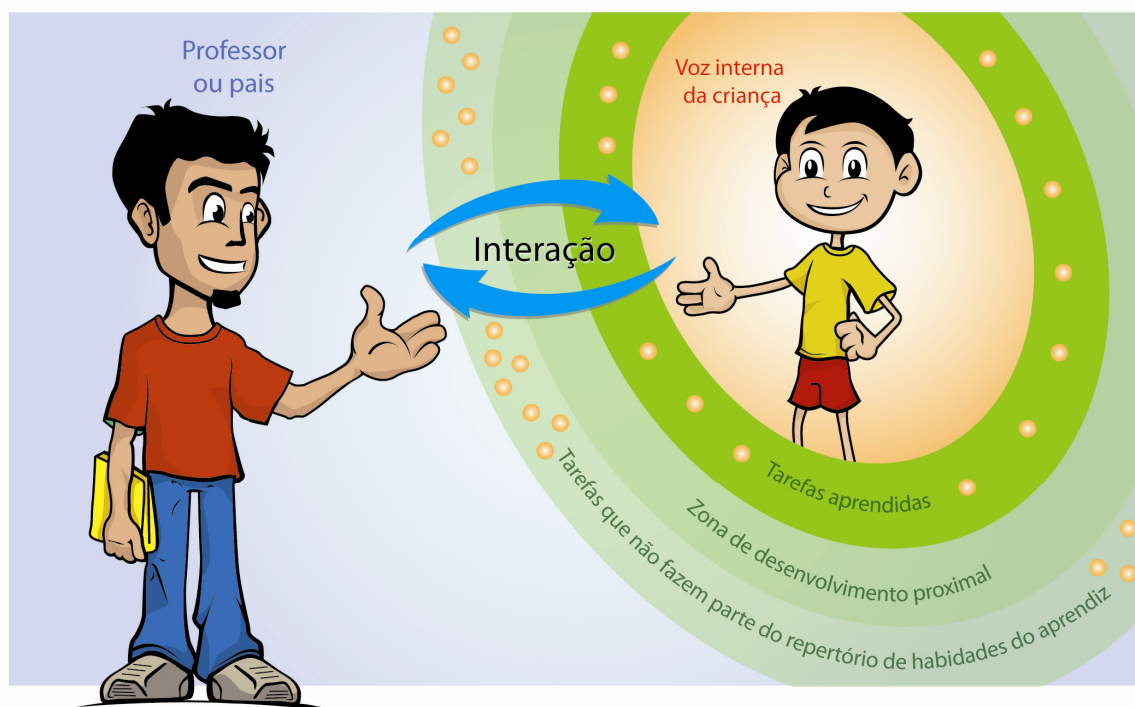 Professor
ou pais
Voz interna
da criança
Interação
Tarefas aprendidas
Zona de desenvolvimento proximal
Tarefas que não fazem parte do repertório de habidades do aprendiz